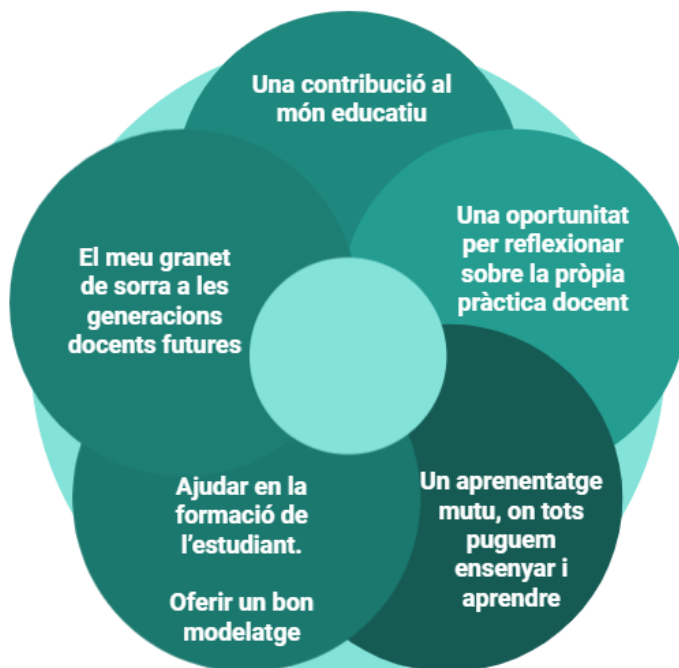 Una contribució al
món educatiu
Una oportunitat
per reflexionar
sobre la pròpia
pràctica docent
Un aprenentatge
mutu, on tots
puguem
ensenyar i
aprendre
Ajudar en la
formació de
l'estudiant.
Oferir un bon
modelatge
El meu granet
de sorra a les
generacions
docents futures